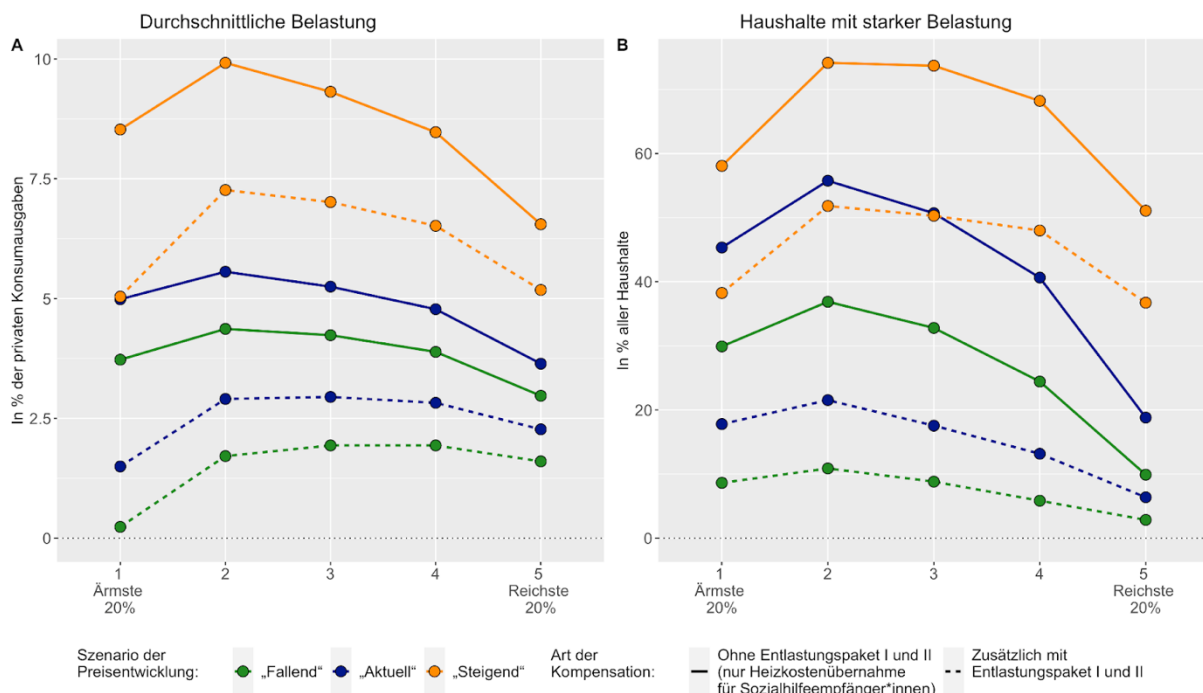 Durchschnittliche Belastung
A
In % der privaten Konsumausgaben
10
7.5
5
2.5
0
1
Ärmste
20%
2
3
4
5
Reichste
20%
Haushalte mit starker Belastung
B
In % aller Haushalte
60
40
20
0
1
Ärmste
20%
2
3
4
5
Reichste
20%
Szenario der
Preisentwicklung:
„Fallend“
„Aktuell“
„Steigend“
Art der
Kompensation:
Ohne Entlastungspaket I und II
(nur Heizkostenübernahme
für Sozialhilfeempfänger*innen)
Zusätzlich mit
Entlastungspaket I und II